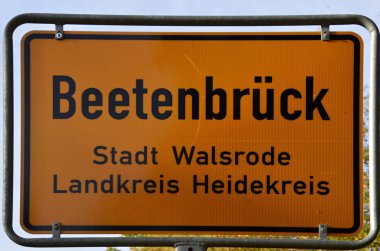 Beetenbrück
Stadt Walsrode
Landkreis Heidekreis